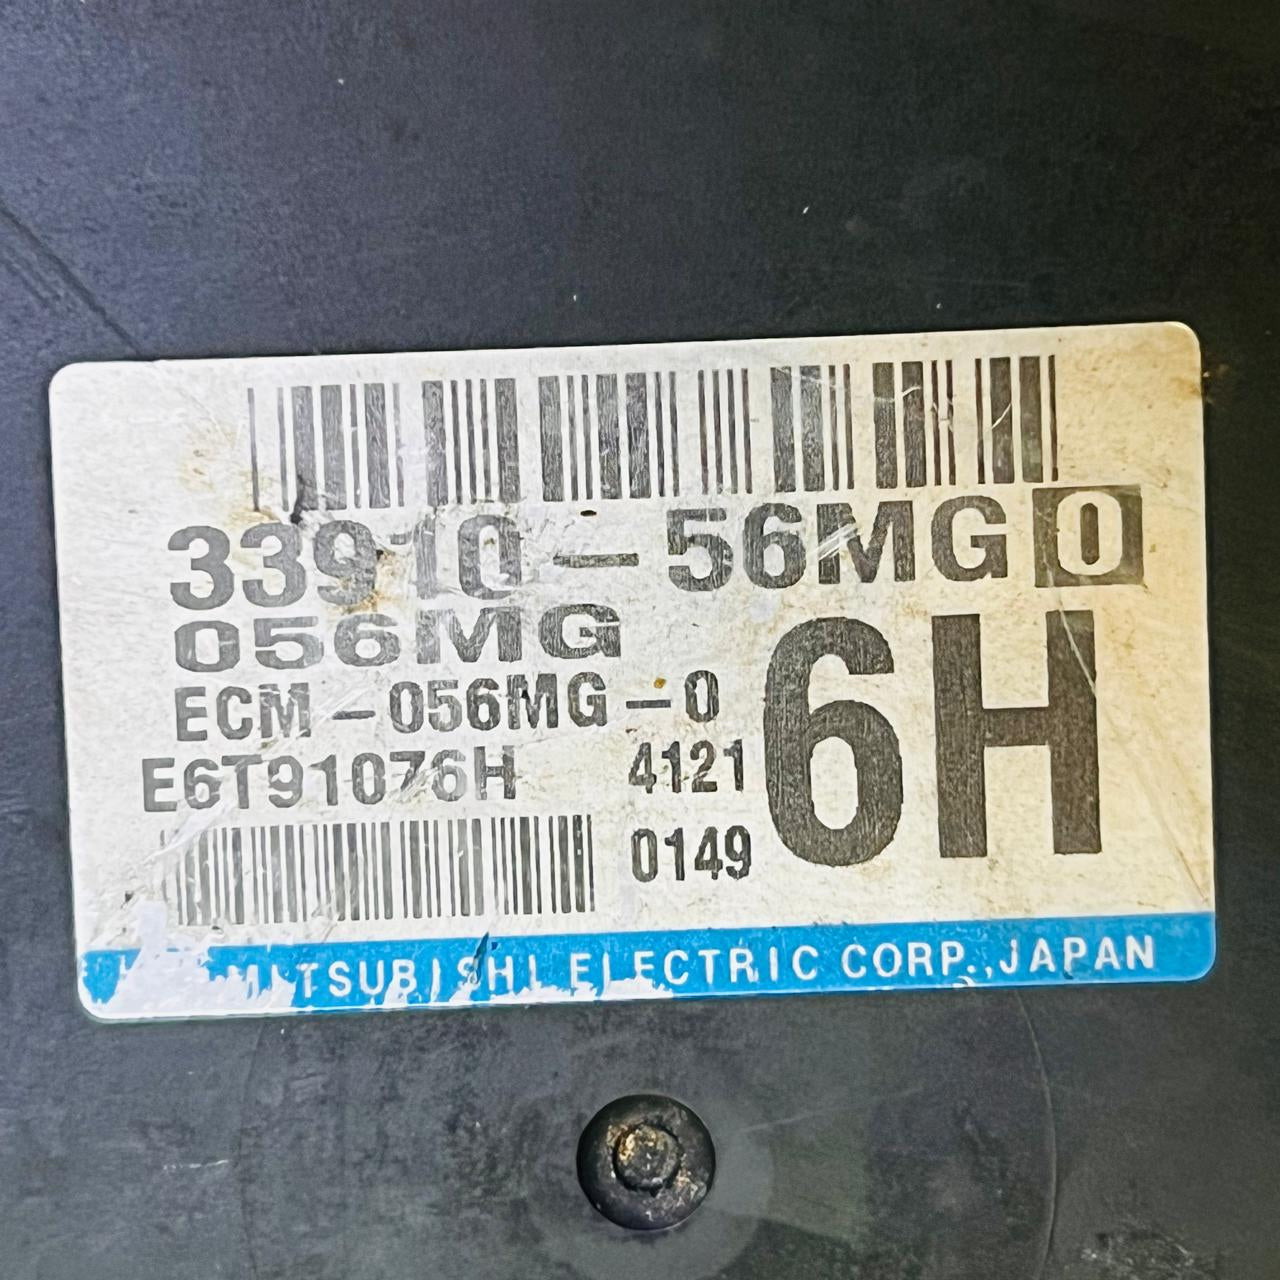 33910-56MG0
056MG
ECM-056MG-0
6H
E6T91076H 4121
0149
MITSUBISHI ELECTRIC CORP., JAPAN